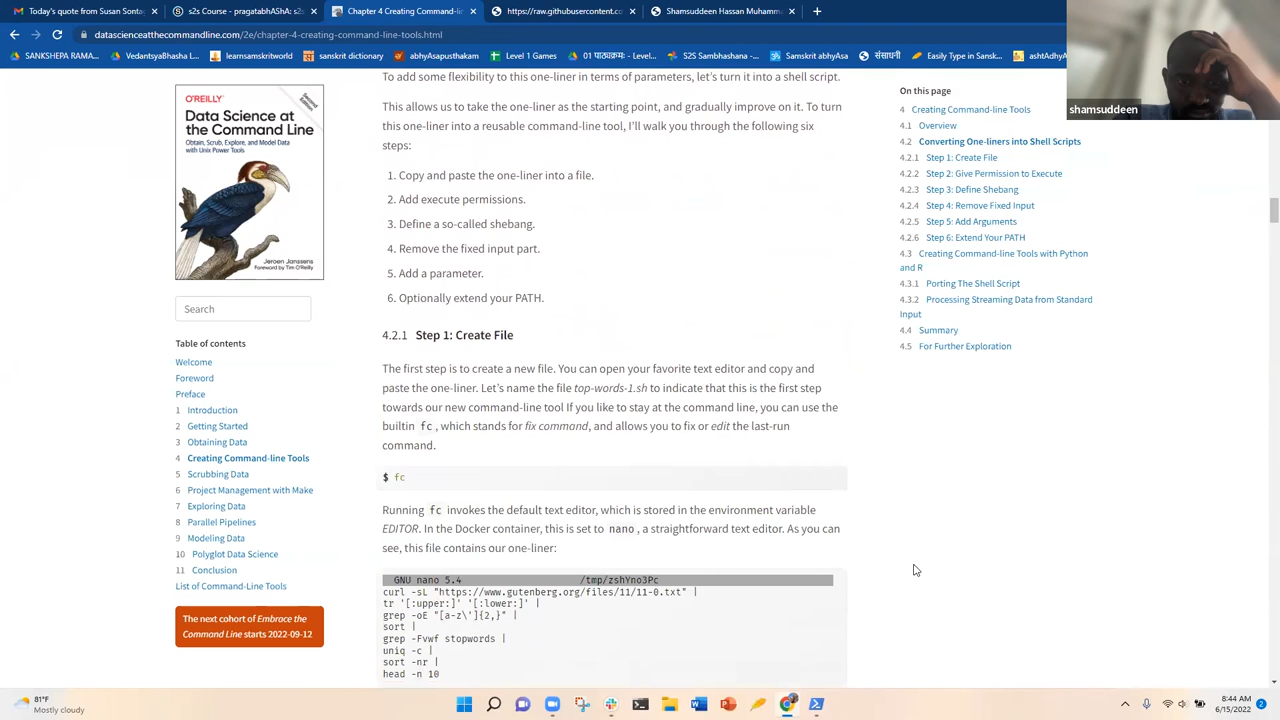 Today's quote from Susan Sontag
Chapter 4 Creating Command-line
https://raw.githubusercontent.com
Shamsuddeen Hassan Muhamm
datascienceatthecommandline.com/2e/chapter-4-creating-command-line-tools.html
SANKSHEPA RAMA...
VedantyaBhasha L...
learnsamskritworld
sanskrit dictionary
abhyAsapusthakam
Level 1 Games
01 पाठ्यक्रमः - Level...
S2S Sambhashana -...
Sanskrit abhyAsa
संसाधनी
Easily Type in Sansk...
shamsuddeen
To add some flexibility to this one-liner in terms of parameters, let's turn it into a shell script.
This allows us to take the one-liner as the starting point, and gradually improve on it. To turn
this one-liner into a reusable command-line tool, I'll walk you through the following six
steps:
1. Copy and paste the one-liner into a file.
2. Add execute permissions.
3. Define a so-called shebang.
4. Remove the fixed input part.
5. Add a parameter.
6. Optionally extend your PATH.
4.2.1 Step 1: Create File
The first step is to create a new file. You can open your favorite text editor and copy and
paste the one-liner. Let's name the file top-words-1.sh to indicate that this is the first step
towards our new command-line tool If you like to stay at the command line, you can use the
builtin fc, which stands for fix command, and allows you to fix or edit the last-run
command.
$ fc
Running fc invokes the default text editor, which is stored in the environment variable
EDITOR. In the Docker container, this is set to nano, a straightforward text editor. As you can
see, this file contains our one-liner:
GNU nano 5.4 /tmp/zshYno3Pc
curl -sL "https://www.gutenberg.org/files/11/11-0.txt" |
tr '[:upper:]' '[:lower:]' |
grep -oE "[a-z\']{2,}" |
sort |
grep -Fvwf stopwords |
uniq -c |
sort -nr |
head -n 10
O'REILLY
Second Edition
Data Science at
the Command Line
Obtain, Scrub, Explore, and Model Data
with Unix Power Tools
Jeroen Janssens
Foreword by Tim O'Reilly
Search
Table of contents
Welcome
Foreword
Preface
1 Introduction
2 Getting Started
3 Obtaining Data
4 Creating Command-line Tools
5 Scrubbing Data
6 Project Management with Make
7 Exploring Data
8 Parallel Pipelines
9 Modeling Data
10 Polyglot Data Science
11 Conclusion
List of Command-Line Tools
The next cohort of Embrace the
Command Line starts 2022-09-12
On this page
4 Creating Command-line Tools
4.1 Overview
4.2 Converting One-liners into Shell Scripts
4.2.1 Step 1: Create File
4.2.2 Step 2: Give Permission to Execute
4.2.3 Step 3: Define Shebang
4.2.4 Step 4: Remove Fixed Input
4.2.5 Step 5: Add Arguments
4.2.6 Step 6: Extend Your PATH
4.3 Creating Command-line Tools with Python
and R
4.3.1 Porting The Shell Script
4.3.2 Processing Streaming Data from Standard
Input
4.4 Summary
4.5 For Further Exploration
81°F
Mostly cloudy
8:44 AM
6/15/2022
2